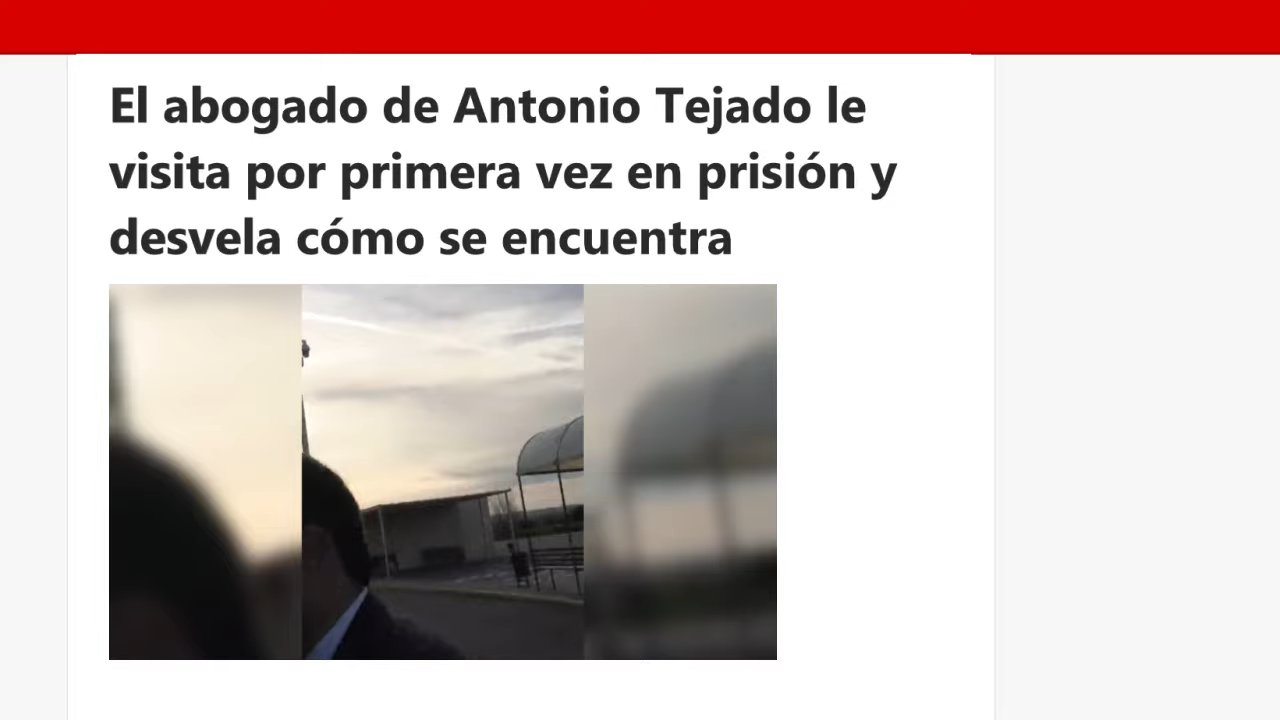 El abogado de Antonio Tejado le
visita por primera vez en prisión y
desvela cómo se encuentra